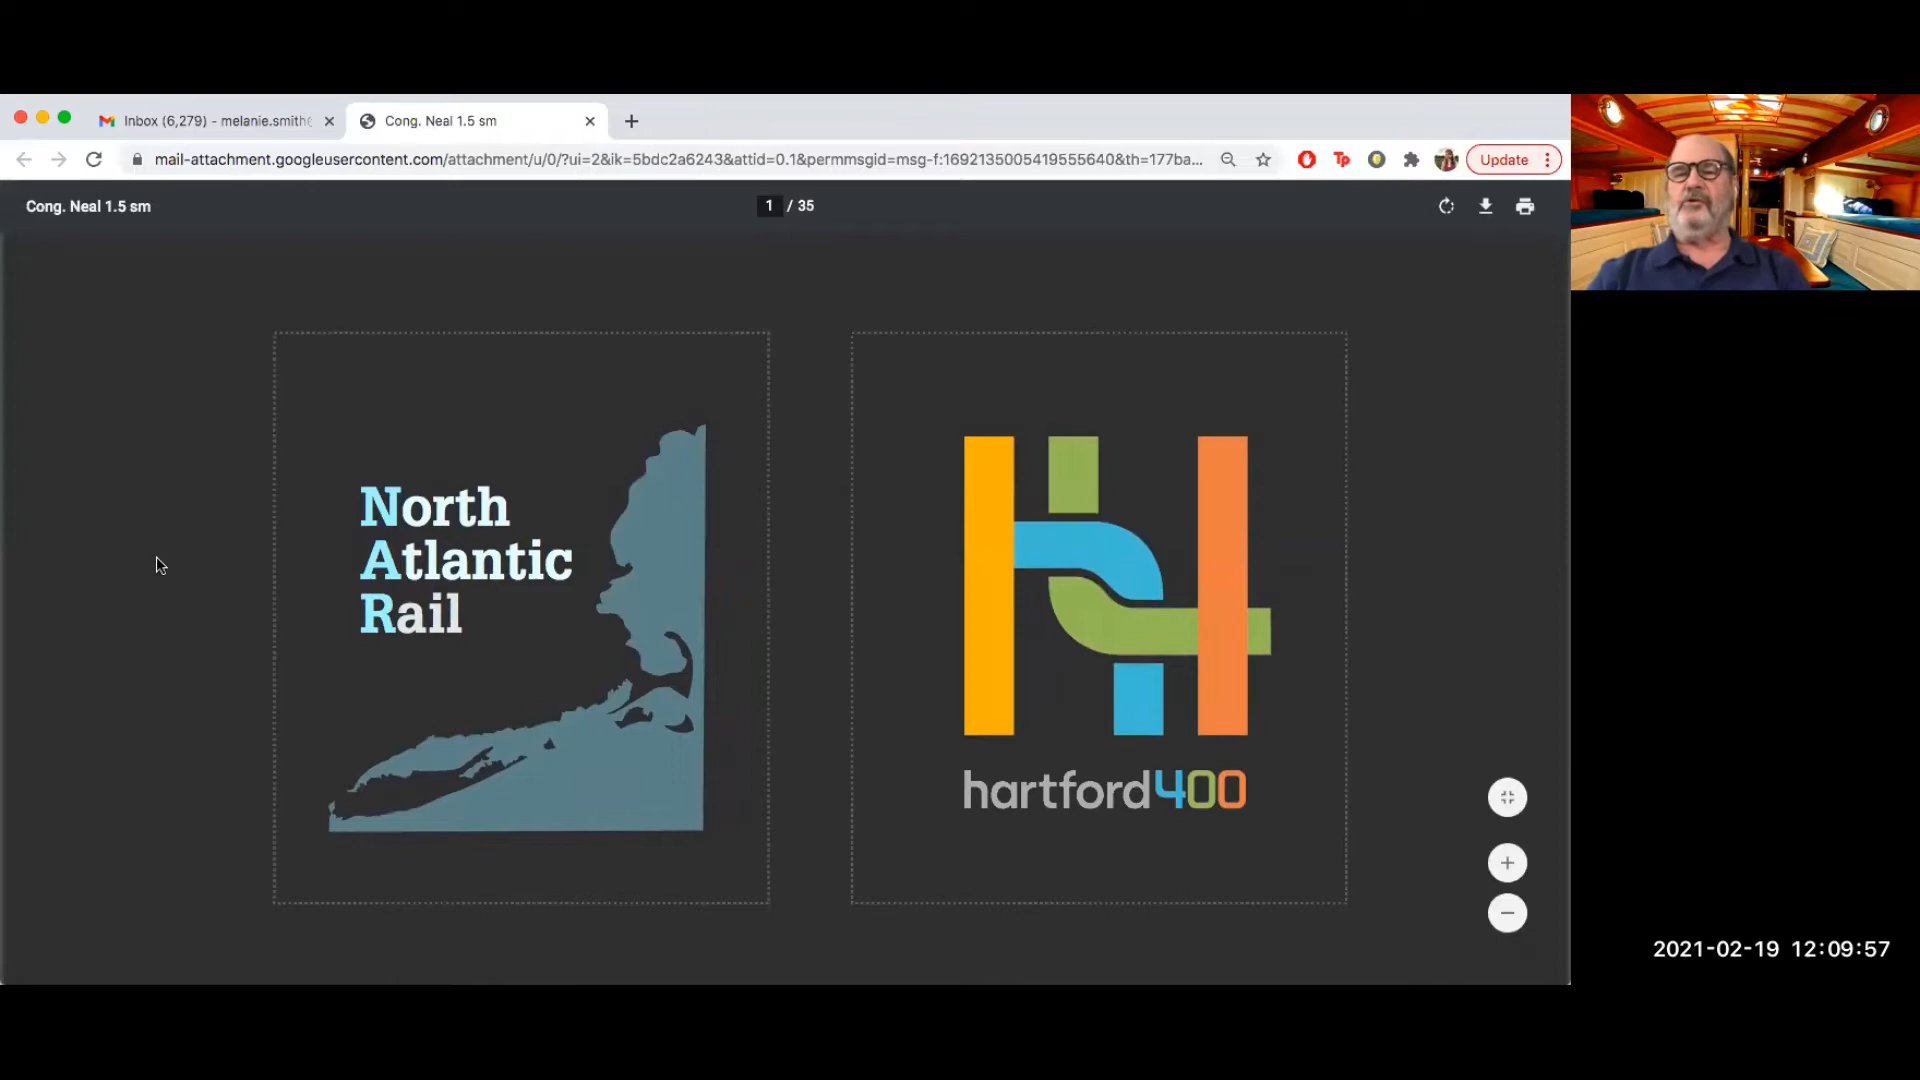 Inbox (6,279) - melanie.smith(
Cong. Neal 1.5 sm
mail-attachment.googleusercontent.com/attachment/u/0/?ui=2&ik=5bdc2a6243&attid=0.1&permmsgid=msg-f:1692135005419555640&th=177ba...
Tp
Update
Cong. Neal 1.5 sm
1 / 35
North
Atlantic
Rail
hartford400
2021-02-19 12:09:57